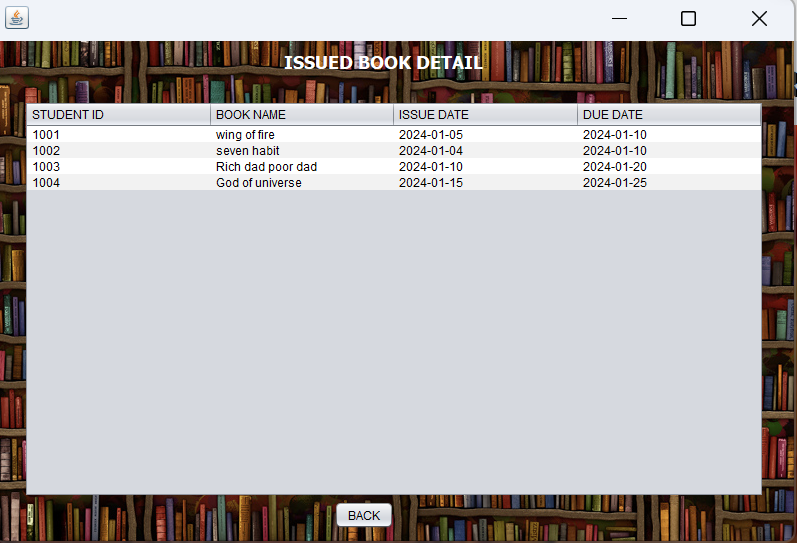 ISSUED BOOK DETAIL
STUDENT ID BOOK NAME ISSUE DATE DUE DATE
1001 wing of fire 2024-01-05 2024-01-10
1002 seven habit 2024-01-04 2024-01-10
1003 Rich dad poor dad 2024-01-10 2024-01-20
1004 God of universe 2024-01-15 2024-01-25
BACK